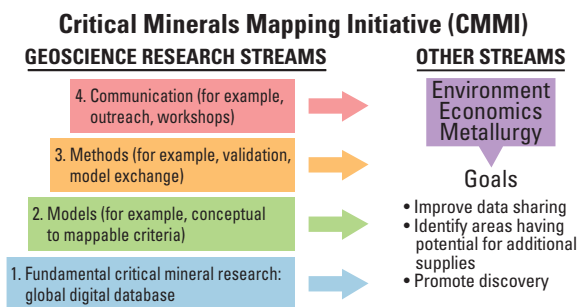 Critical Minerals Mapping Initiative (CMMI)
GEOSCIENCE RESEARCH STREAMS
4. Communication (for example,
outreach, workshops)
3. Methods (for example, validation,
model exchange)
2. Models (for example, conceptual
to mappable criteria)
1. Fundamental critical mineral research:
global digital database
OTHER STREAMS
Environment
Economics
Metallurgy
Goals
• Improve data sharing
• Identify areas having
potential for additional
supplies
• Promote discovery